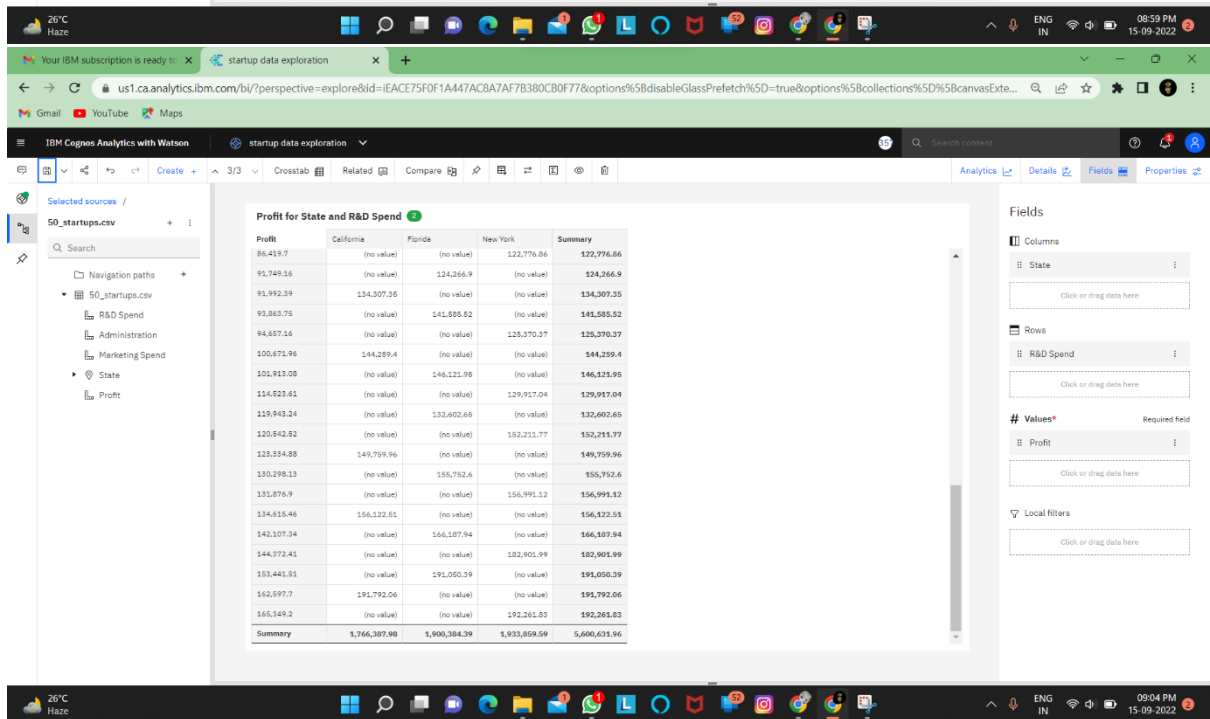 26°C
Haze
52
ENG
IN
08:59 PM
15-09-2022
2
Your IBM subscription is ready to
startup data exploration
us1.ca.analytics.ibm.com/bi/?perspective=explore&id=iEACE75F0F1A447AC8A7AF7B380CB0F77&options%5BdisableGlassPrefetch%5D=true&options%5Bcollections%5D%5BcanvasExte...
Gmail YouTube Maps
IBM Cognos Analytics with Watson startup data exploration Search content 1
Create + 3/3 Crosstab Related Compare Analytics Details Fields Properties
Selected sources /
50_startups.csv
Search
Navigation paths
50_startups.csv
R&D Spend
Administration
Marketing Spend
State
Profit
Profit for State and R&D Spend 2
Profit California Florida New York Summary
86,419.7 (no value) (no value) 122,776.86 122,776.86
91,749.16 (no value) 124,266.9 (no value) 124,266.9
91,992.39 134,307.35 (no value) (no value) 134,307.35
93,863.75 (no value) 141,585.52 (no value) 141,585.52
94,657.16 (no value) (no value) 125,370.37 125,370.37
100,671.96 144,259.4 (no value) (no value) 144,259.4
101,913.08 (no value) 146,121.95 (no value) 146,121.95
114,523.61 (no value) (no value) 129,917.04 129,917.04
119,943.24 (no value) 132,602.65 (no value) 132,602.65
120,542.52 (no value) (no value) 152,211.77 152,211.77
123,334.88 149,759.96 (no value) (no value) 149,759.96
130,298.13 (no value) 155,752.6 (no value) 155,752.6
131,876.9 (no value) (no value) 156,991.12 156,991.12
134,615.46 156,122.51 (no value) (no value) 156,122.51
142,107.34 (no value) 166,187.94 (no value) 166,187.94
144,372.41 (no value) (no value) 182,901.99 182,901.99
153,441.51 (no value) 191,050.39 (no value) 191,050.39
162,597.7 191,792.06 (no value) (no value) 191,792.06
165,349.2 (no value) (no value) 192,261.83 192,261.83
Summary 1,766,387.98 1,900,384.39 1,933,859.59 5,600,631.96
Fields
Columns
State
Click or drag data here
Rows
R&D Spend
Click or drag data here
# Values* Required field
Profit
Click or drag data here
Local filters
Click or drag data here
26°C
Haze
52
ENG
IN
09:04 PM
15-09-2022
2